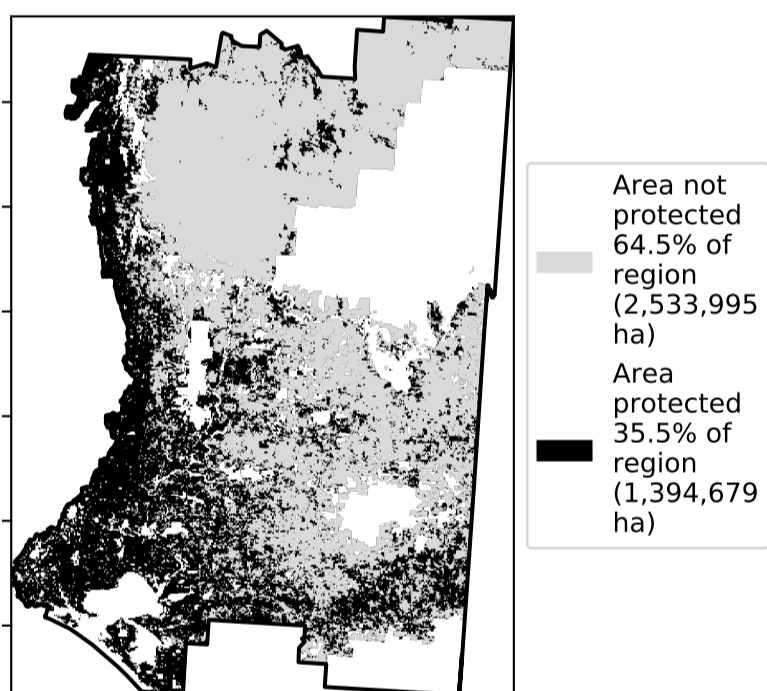 Area not
protected
64.5% of
region
(2,533,995
ha)
Area
protected
35.5% of
region
(1,394,679
ha)